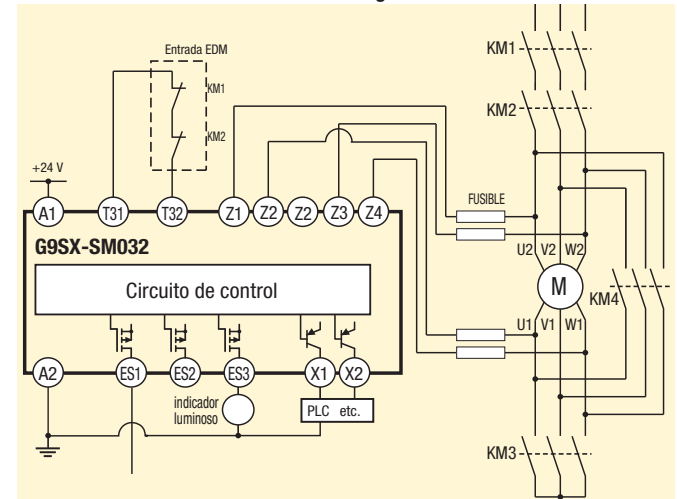 KM1
Entrada EDM
KM1
KM2
KM2
+24 V
FUSIBLE
A1
T31
T32
Z1
Z2
Z2
Z3
Z4
G9SX-SM032
U2 V2 W2
Circuito de control
M
KM4
U1 V1 W1
A2
ES1
ES2
ES3
X1
X2
indicador
luminoso
PLC etc.
KM3